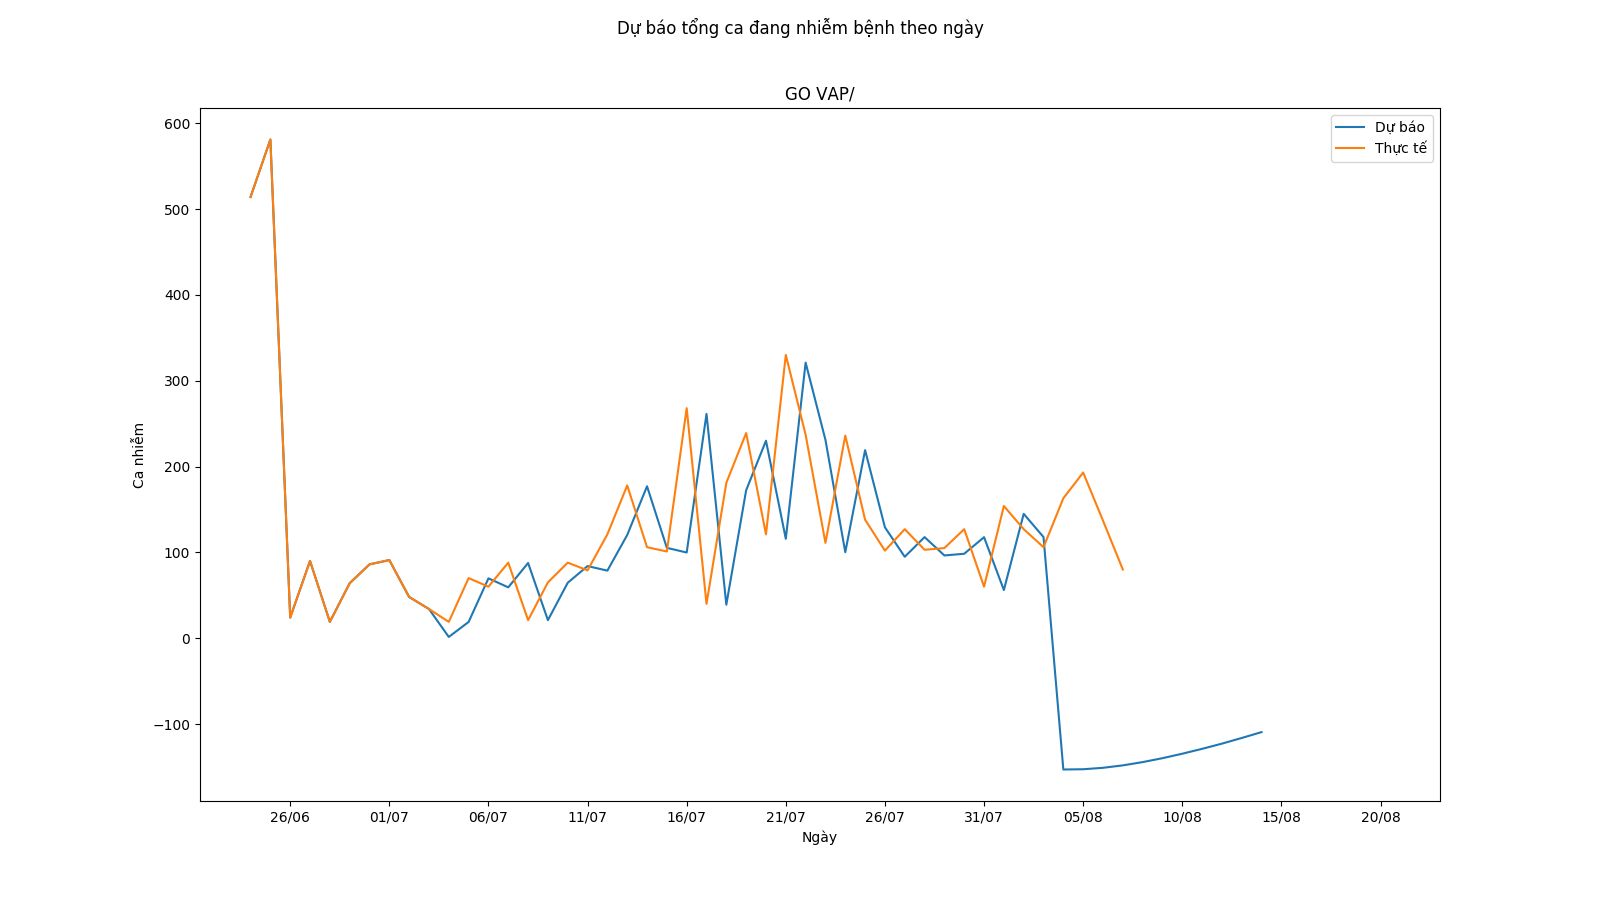 Dự báo tổng ca đang nhiễm bệnh theo ngày
GO VAP/
Dự báo
Thực tế
600
500
400
300
200
100
0
−100
Ca nhiễm
26/06 01/07 06/07 11/07 16/07 21/07 26/07 31/07 05/08 10/08 15/08 20/08
Ngày